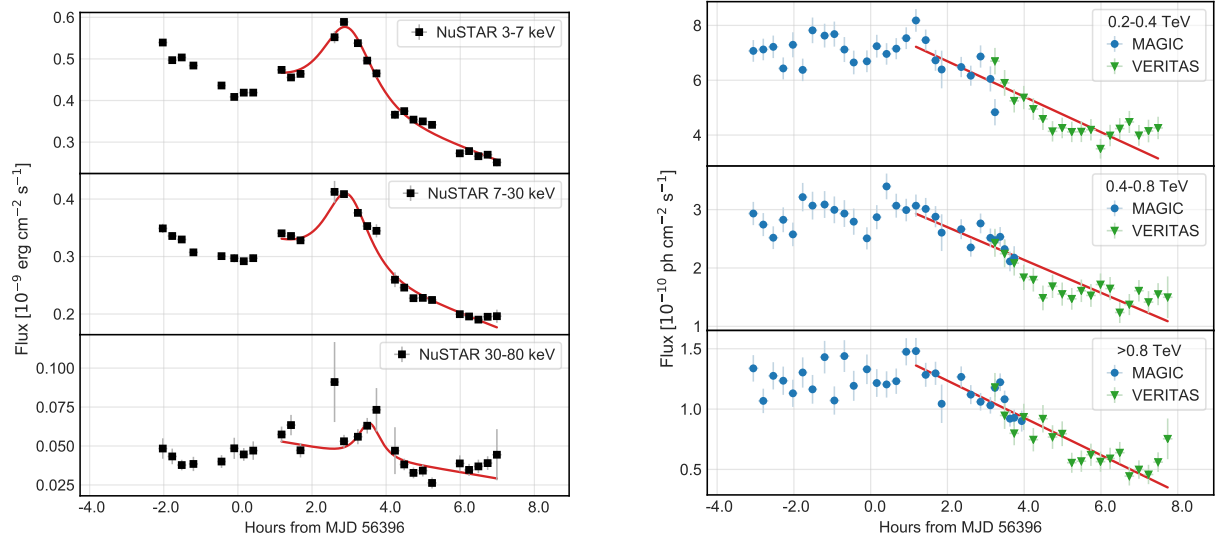 0.6
0.5
0.4
0.3
NuSTAR 3-7 keV
0.4
0.3
0.2
NuSTAR 7-30 keV
0.100
0.075
0.050
0.025
NuSTAR 30-80 keV
Flux [10⁻⁹ erg cm⁻² s⁻¹]
-4.0 -2.0 0.0 2.0 4.0 6.0 8.0
Hours from MJD 56396
8
6
4
0.2-0.4 TeV
MAGIC
VERITAS
3
2
1
0.4-0.8 TeV
MAGIC
VERITAS
1.5
1.0
0.5
>0.8 TeV
MAGIC
VERITAS
Flux [10⁻¹⁰ ph cm⁻² s⁻¹]
-4.0 -2.0 0.0 2.0 4.0 6.0 8.0
Hours from MJD 56396